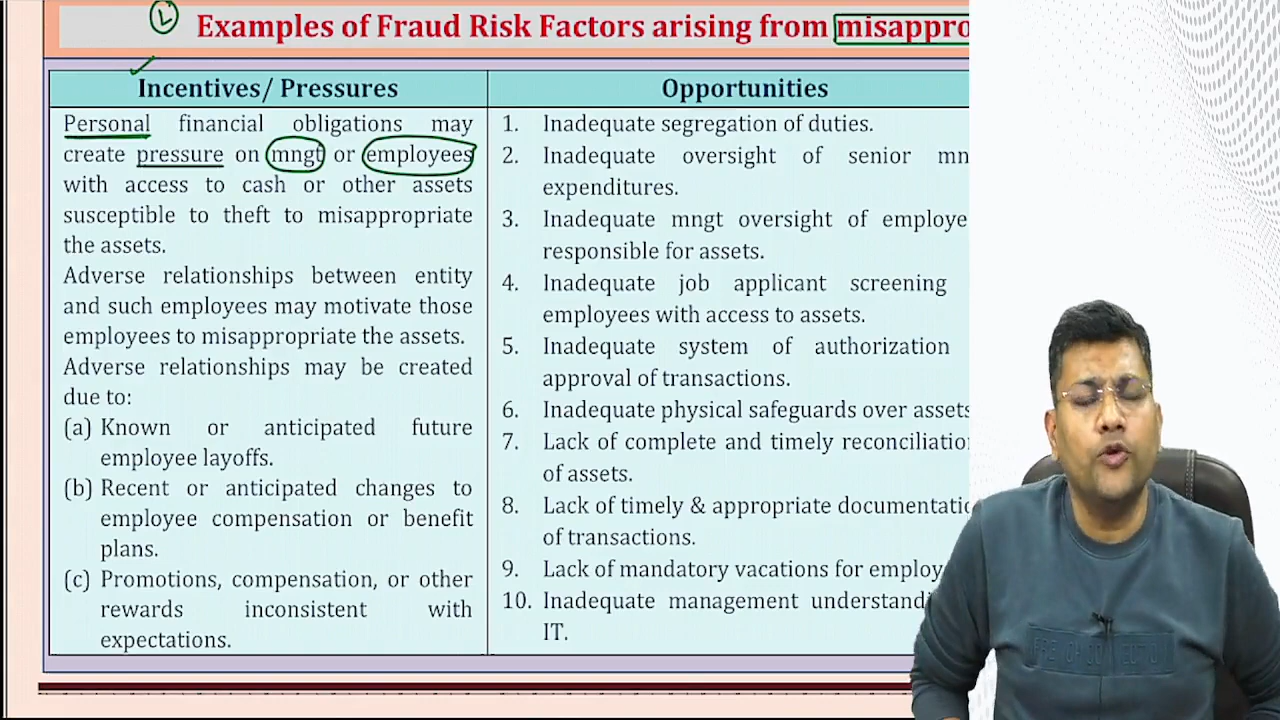 L
Examples of Fraud Risk Factors arising from misappro
Incentives/ Pressures
Personal financial obligations may
create pressure on mngt or employees
with access to cash or other assets
susceptible to theft to misappropriate
the assets.
Adverse relationships between entity
and such employees may motivate those
employees to misappropriate the assets.
Adverse relationships may be created
due to:
(a) Known or anticipated future
employee layoffs.
(b) Recent or anticipated changes to
employee compensation or benefit
plans.
(c) Promotions, compensation, or other
rewards inconsistent with
expectations.
Opportunities
1. Inadequate segregation of duties.
2. Inadequate oversight of senior mn
expenditures.
3. Inadequate mngt oversight of employe
responsible for assets.
4. Inadequate job applicant screening
employees with access to assets.
5. Inadequate system of authorization
approval of transactions.
6. Inadequate physical safeguards over assets
7. Lack of complete and timely reconciliatio
of assets.
8. Lack of timely & appropriate documentatio
of transactions.
9. Lack of mandatory vacations for employ
10. Inadequate management understandi
IT.